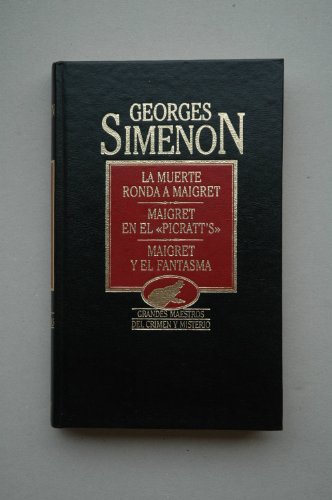 GEORGES
SIMENON
LA MUERTE
RONDA A MAIGRET
MAIGRET
EN EL «PICRATT'S»
MAIGRET
Y EL FANTASMA
GRANDES MAESTROS
DEL CRIMEN Y MISTERIO